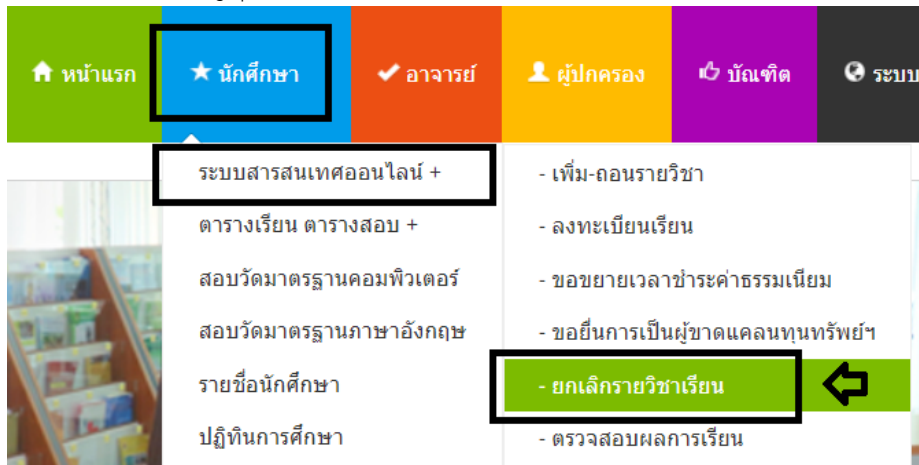 หน้าแรก
นักศึกษา
อาจารย์
ผู้ปกครอง
บัณฑิต
ระบบ
ระบบสารสนเทศออนไลน์ +
ตารางเรียน ตารางสอบ +
สอบวัดมาตรฐานคอมพิวเตอร์
สอบวัดมาตรฐานภาษาอังกฤษ
รายชื่อนักศึกษา
ปฏิทินการศึกษา
- เพิ่ม-ถอนรายวิชา
- ลงทะเบียนเรียน
- ขอขยายเวลาชำระค่าธรรมเนียม
- ขอยื่นการเป็นผู้ขาดแคลนทุนทรัพย์ฯ
- ยกเลิกรายวิชาเรียน
- ตรวจสอบผลการเรียน